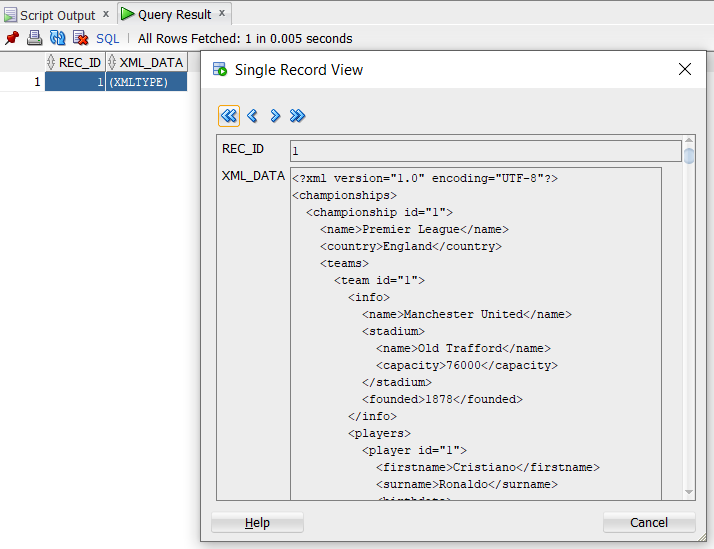 Script Output x Query Result x
SQL | All Rows Fetched: 1 in 0.005 seconds
REC_ID XML_DATA
1 1 (XMLTYPE)
Single Record View
REC_ID 1
XML_DATA <?xml version="1.0" encoding="UTF-8"?>
<championships>
<championship id="1">
<name>Premier League</name>
<country>England</country>
<teams>
<team id="1">
<info>
<name>Manchester United</name>
<stadium>
<name>Old Trafford</name>
<capacity>76000</capacity>
</stadium>
<founded>1878</founded>
</info>
<players>
<player id="1">
<firstname>Cristiano</firstname>
<surname>Ronaldo</surname>
<birthdate>
Help Cancel